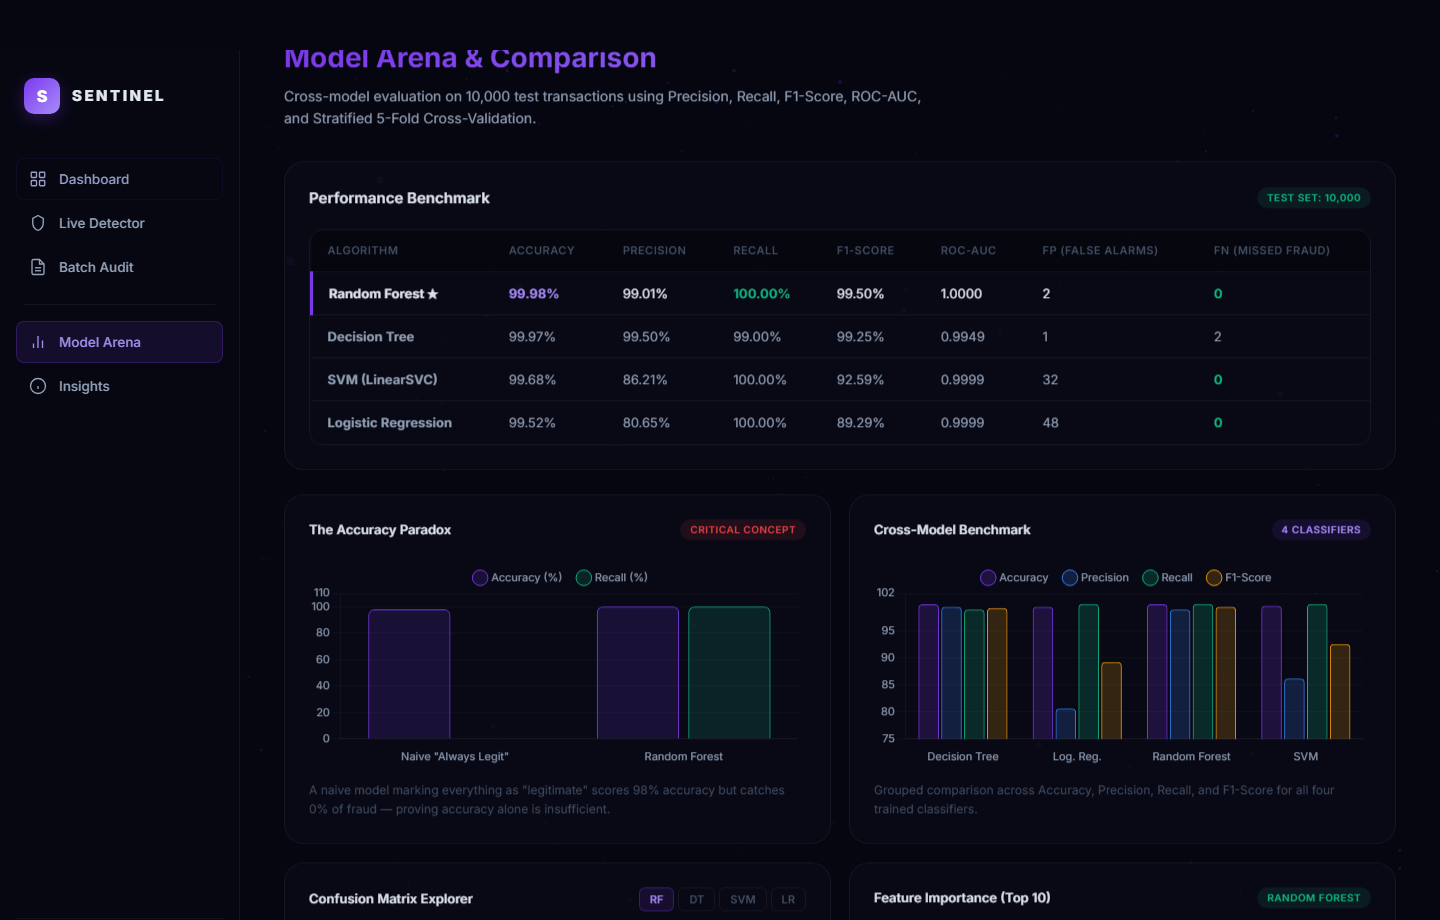 Model Arena & Comparison
S SENTINEL
Cross-model evaluation on 10,000 test transactions using Precision, Recall, F1-Score, ROC-AUC,
and Stratified 5-Fold Cross-Validation.
Dashboard
Live Detector
Batch Audit
Model Arena
Insights
Performance Benchmark
TEST SET: 10,000
ALGORITHM ACCURACY PRECISION RECALL F1-SCORE ROC-AUC FP (FALSE ALARMS) FN (MISSED FRAUD)
Random Forest ★ 99.98% 99.01% 100.00% 99.50% 1.0000 2 0
Decision Tree 99.97% 99.50% 99.00% 99.25% 0.9949 1 2
SVM (LinearSVC) 99.68% 86.21% 100.00% 92.59% 0.9999 32 0
Logistic Regression 99.52% 80.65% 100.00% 89.29% 0.9999 48 0
The Accuracy Paradox
CRITICAL CONCEPT
Accuracy (%) Recall (%)
110
100
80
60
40
20
0
Naive "Always Legit" Random Forest
A naive model marking everything as "legitimate" scores 98% accuracy but catches
0% of fraud — proving accuracy alone is insufficient.
Cross-Model Benchmark
4 CLASSIFIERS
Accuracy Precision Recall F1-Score
102
95
90
85
80
75
Decision Tree Log. Reg. Random Forest SVM
Grouped comparison across Accuracy, Precision, Recall, and F1-Score for all four
trained classifiers.
Confusion Matrix Explorer
RF DT SVM LR
Feature Importance (Top 10)
RANDOM FOREST